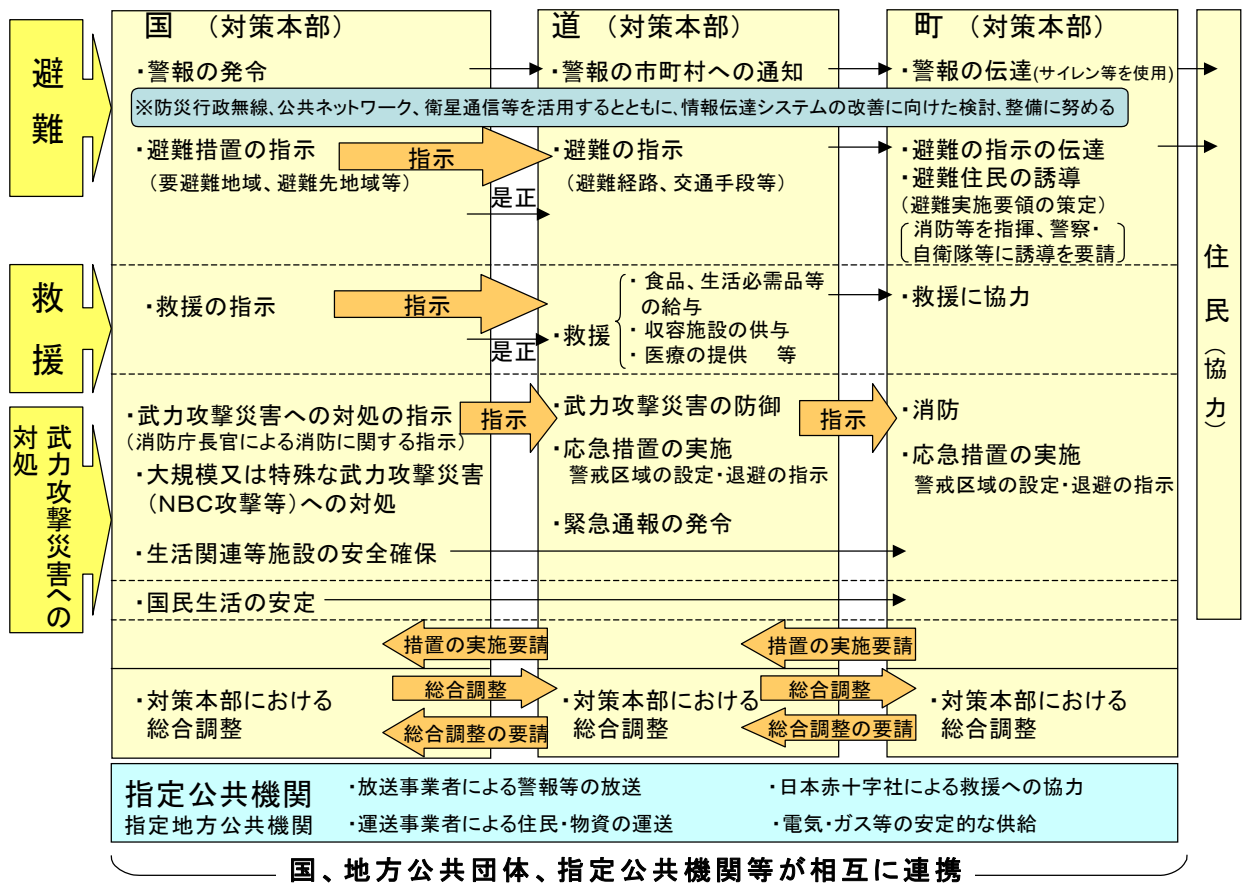 避難
国 (対策本部)
道 (対策本部)
町 (対策本部)
・警報の発令
・警報の市町村への通知
・警報の伝達(サイレン等を使用)
※防災行政無線、公共ネットワーク、衛星通信等を活用するとともに、情報伝達システムの改善に向けた検討、整備に努める
・避難措置の指示
(要避難地域、避難先地域等)
指示
是正
・避難の指示
(避難経路、交通手段等)
・避難の指示の伝達
・避難住民の誘導
(避難実施要領の策定)
消防等を指揮、警察・
自衛隊等に誘導を要請
住民(協力)
救援
・救援の指示
指示
是正
・救援
・食品、生活必需品等
の給与
・収容施設の供与
・医療の提供 等
・救援に協力
武力攻撃災害への
対処
・武力攻撃災害への対処の指示
(消防庁長官による消防に関する指示)
指示
・武力攻撃災害の防御
指示
・消防
・大規模又は特殊な武力攻撃災害
(NBC攻撃等)への対処
・応急措置の実施
警戒区域の設定・退避の指示
・応急措置の実施
警戒区域の設定・退避の指示
・緊急通報の発令
・生活関連等施設の安全確保
・国民生活の安定
措置の実施要請
措置の実施要請
・対策本部における
総合調整
総合調整
総合調整の要請
・対策本部における
総合調整
総合調整
総合調整の要請
・対策本部における
総合調整
指定公共機関
指定地方公共機関
・放送事業者による警報等の放送
・日本赤十字社による救援への協力
・運送事業者による住民・物資の運送
・電気・ガス等の安定的な供給
国、地方公共団体、指定公共機関等が相互に連携